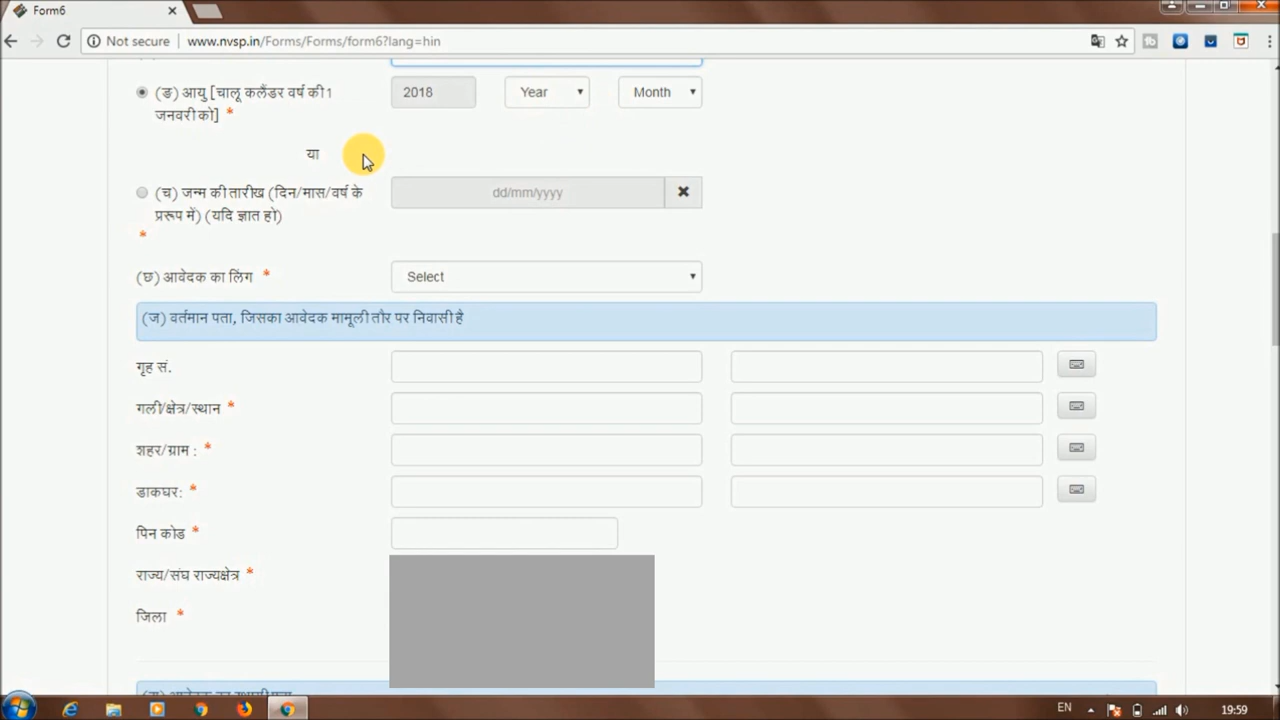 Form6
Not secure
www.nvsp.in/Forms/Forms/form6?lang=hin
(ङ) आयु [चालू कलैंडर वर्ष की 1
जनवरी को] *
2018
Year
Month
या
(च) जन्म की तारीख (दिन/मास/वर्ष के
प्ररूप में) (यदि ज्ञात हो)
*
dd/mm/yyyy
(छ) आवेदक का लिंग *
Select
(ज) वर्तमान पता, जिसका आवेदक मामूली तौर पर निवासी है
गृह सं.
गली/क्षेत्र/स्थान *
शहर/ग्राम : *
डाकघर: *
पिन कोड *
राज्य/संघ राज्यक्षेत्र *
जिला *
EN
19:59